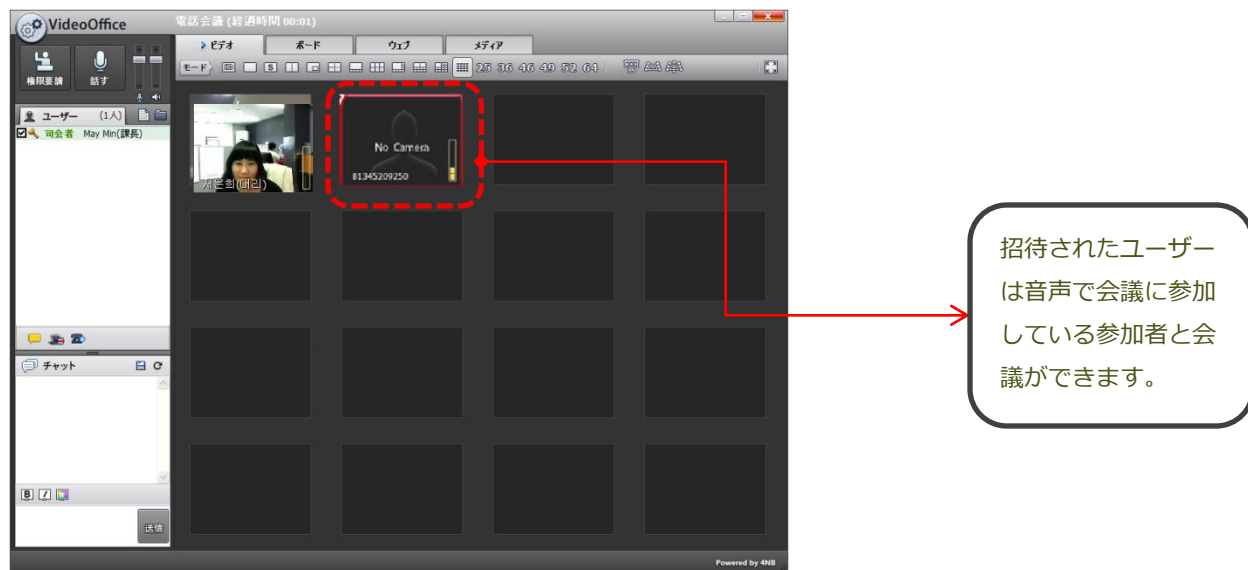 VideoOffice
電話会議 (経過時間 00:01)
権限要請
話す
ビデオ
ボード
ウェブ
メディア
モード
25 36 46 49 52 64
ユーザー (1人)
司会者 May Min(課長)
No Camera
81345209250
(대리)
招待されたユーザー
は音声で会議に参加
している参加者と会
議ができます。
チャット
B
送信
Powered by 4NB